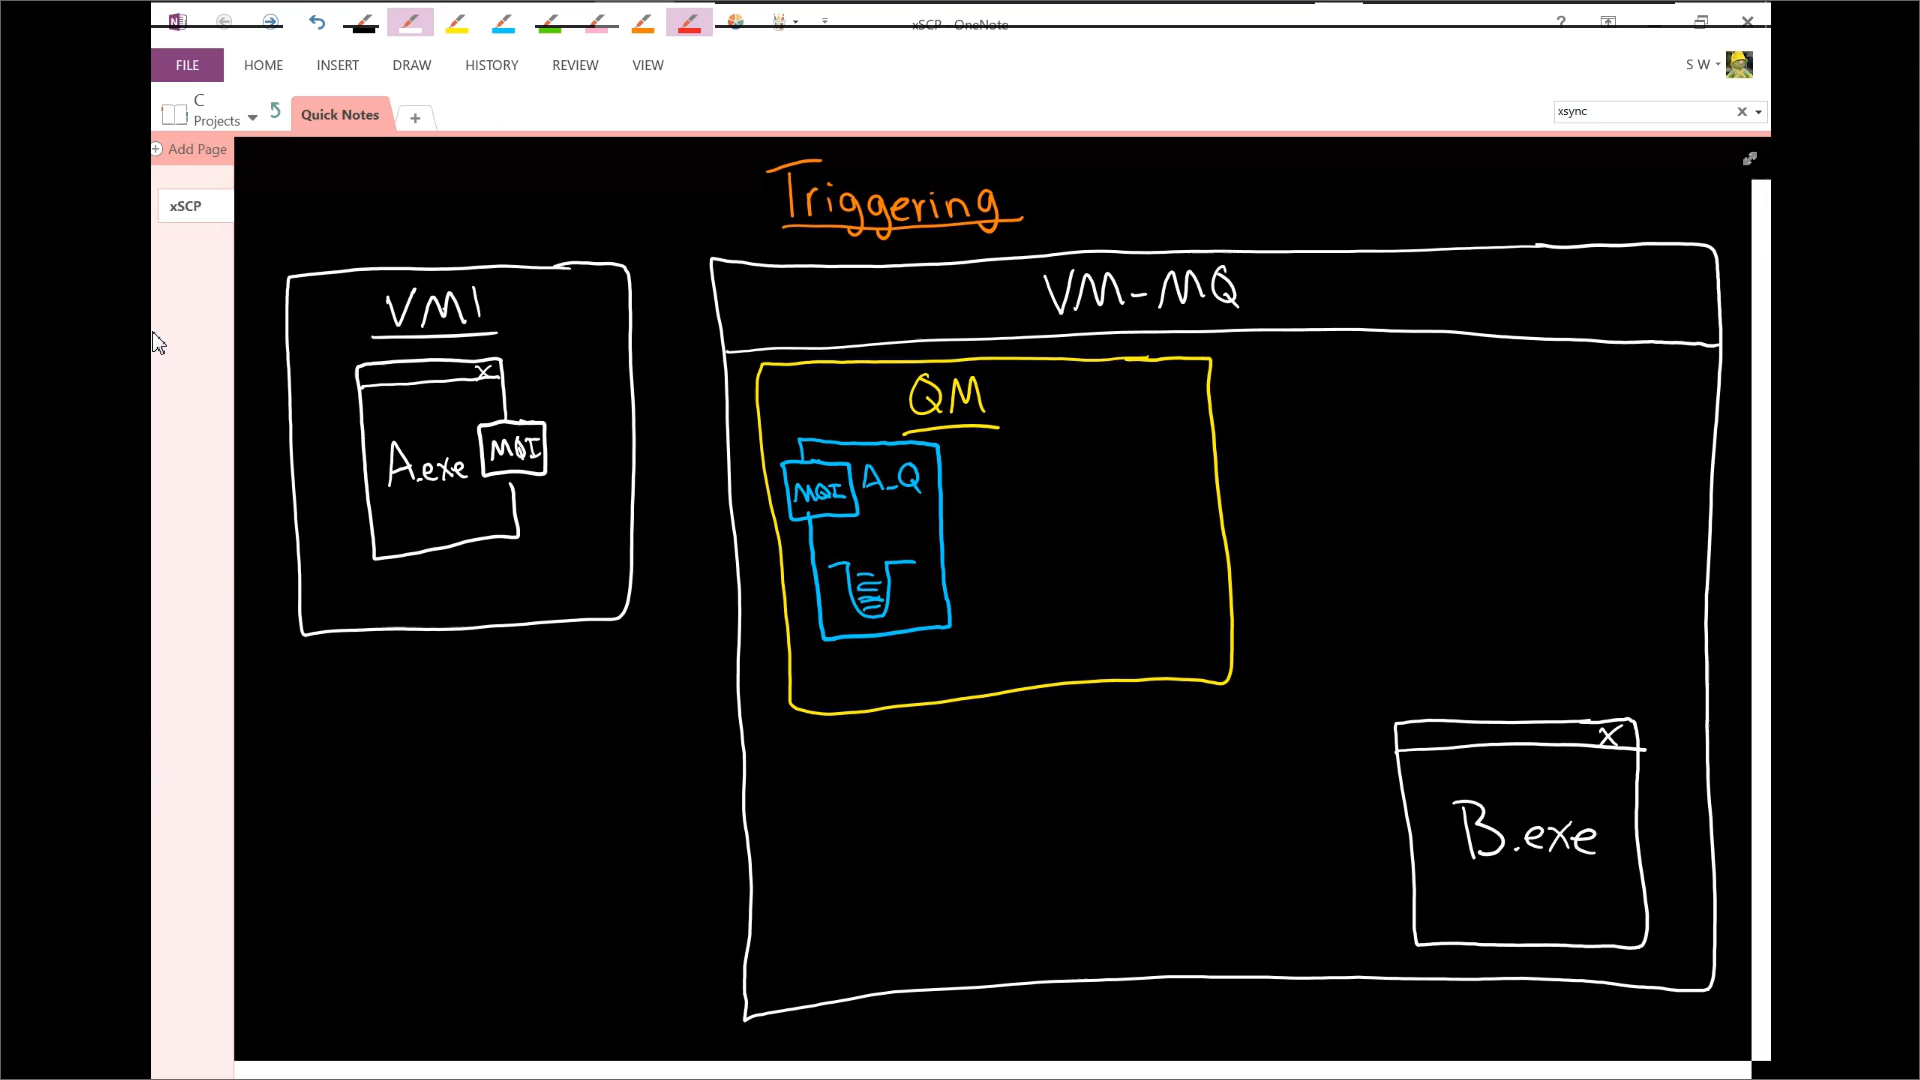 xSCP - OneNote
?
FILE HOME INSERT DRAW HISTORY REVIEW VIEW
S W
C
Projects
Quick Notes
+
xsync
Add Page
xSCP
Triggering
VM1
VM-MQ
X
QM
A.exe
MQI
MQI
A_Q
X
B.exe